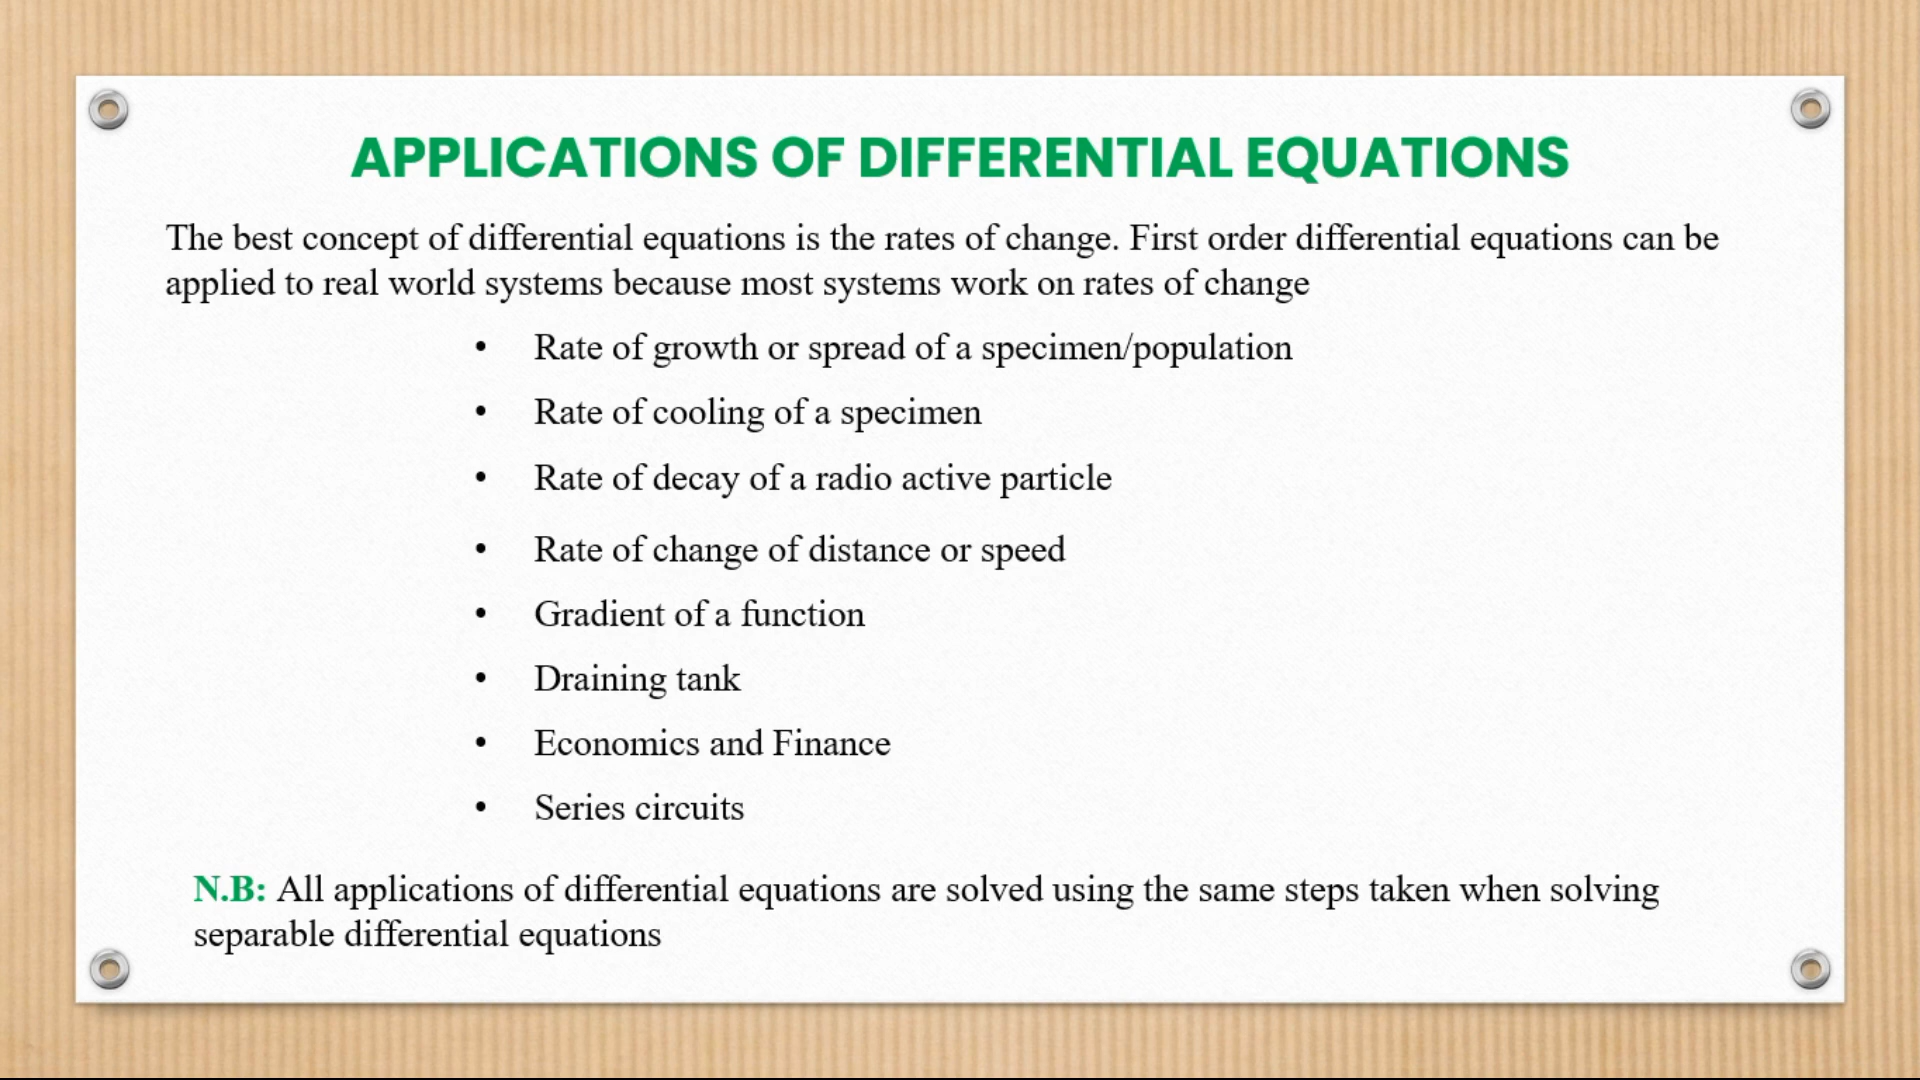 APPLICATIONS OF DIFFERENTIAL EQUATIONS
The best concept of differential equations is the rates of change. First order differential equations can be
applied to real world systems because most systems work on rates of change
• Rate of growth or spread of a specimen/population
• Rate of cooling of a specimen
• Rate of decay of a radio active particle
• Rate of change of distance or speed
• Gradient of a function
• Draining tank
• Economics and Finance
• Series circuits
N.B: All applications of differential equations are solved using the same steps taken when solving
separable differential equations